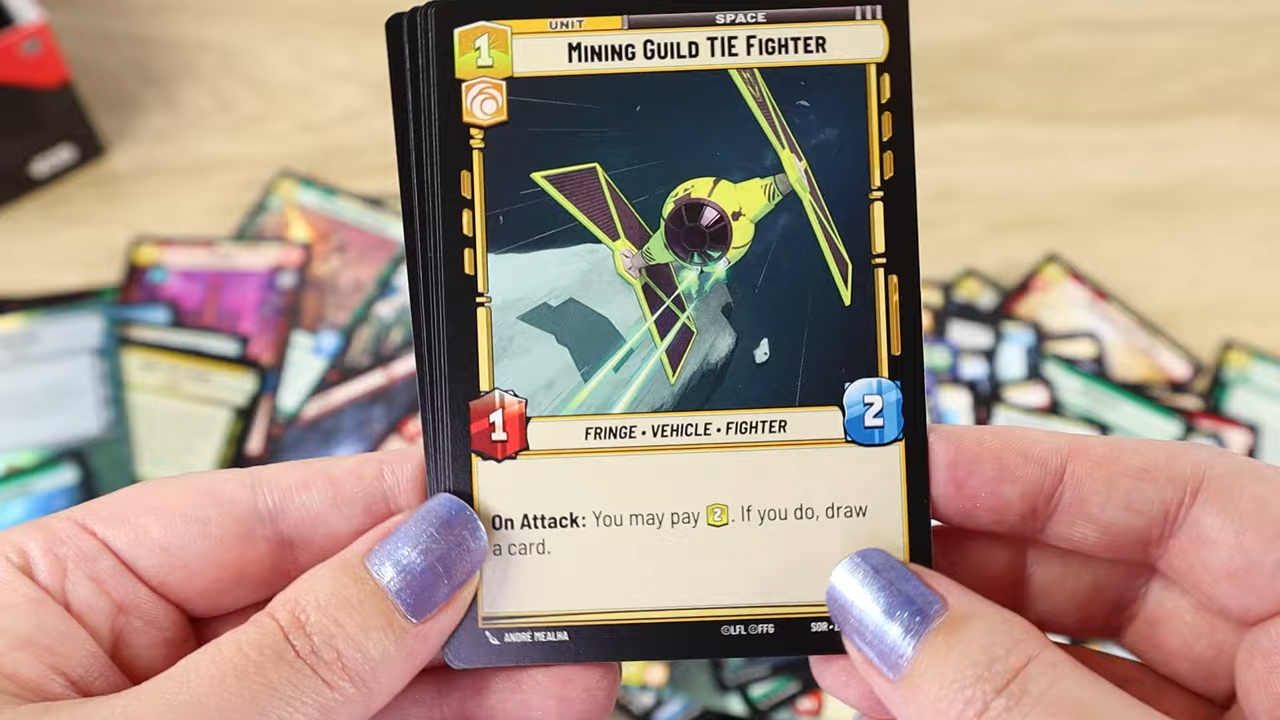 UNIT
SPACE
1
MINING GUILD TIE FIGHTER
1
FRINGE • VEHICLE • FIGHTER
2
On Attack: You may pay 2. If you do, draw
a card.
ANDRÉ MEALHA
©LFL ©FFG
SOR